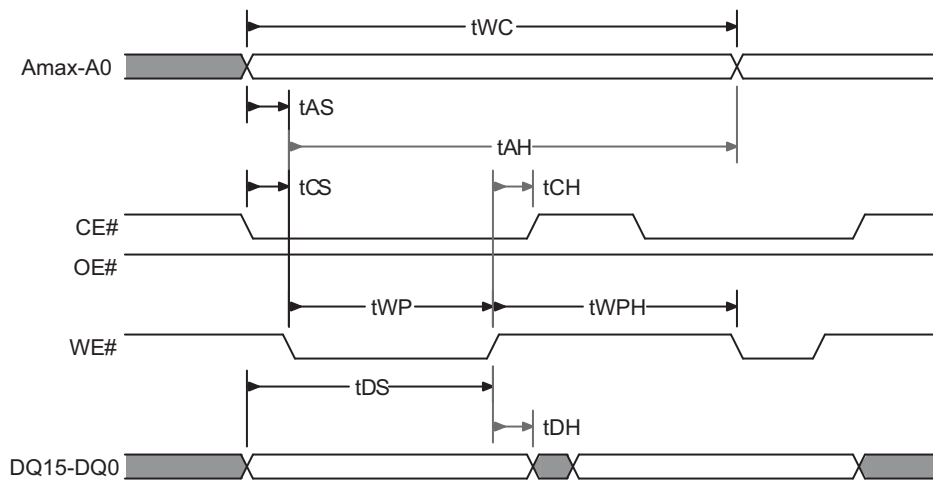 tWC
Amax-A0
tAS
tAH
tCS
tCH
CE#
OE#
tWP
tWPH
WE#
tDS
tDH
DQ15-DQ0